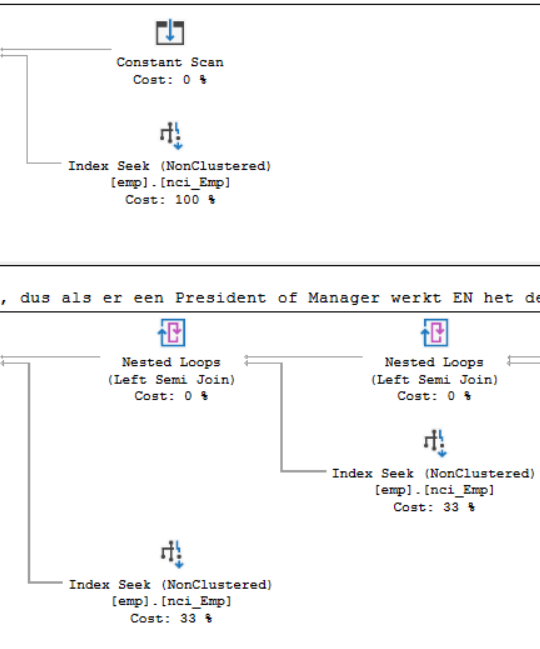 Constant Scan
Cost: 0 %
Index Seek (NonClustered)
[emp].[nci_Emp]
Cost: 100 %
, dus als er een President of Manager werkt EN het de
Nested Loops
(Left Semi Join)
Cost: 0 %
Nested Loops
(Left Semi Join)
Cost: 0 %
Index Seek (NonClustered)
[emp].[nci_Emp]
Cost: 33 %
Index Seek (NonClustered)
[emp].[nci_Emp]
Cost: 33 %